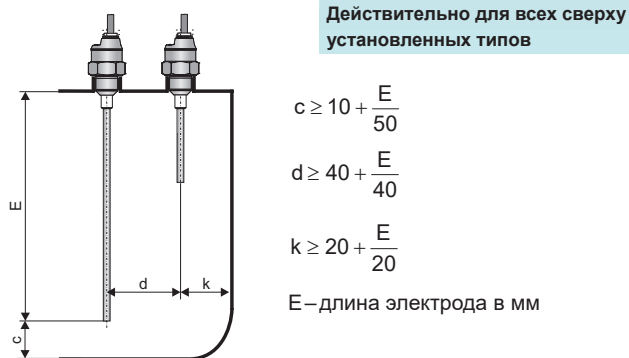 Действительно для всех сверху
установленных типов
c ≥ 10 + E/50
d ≥ 40 + E/40
k ≥ 20 + E/20
E–длина электрода в мм
E
d
k
c